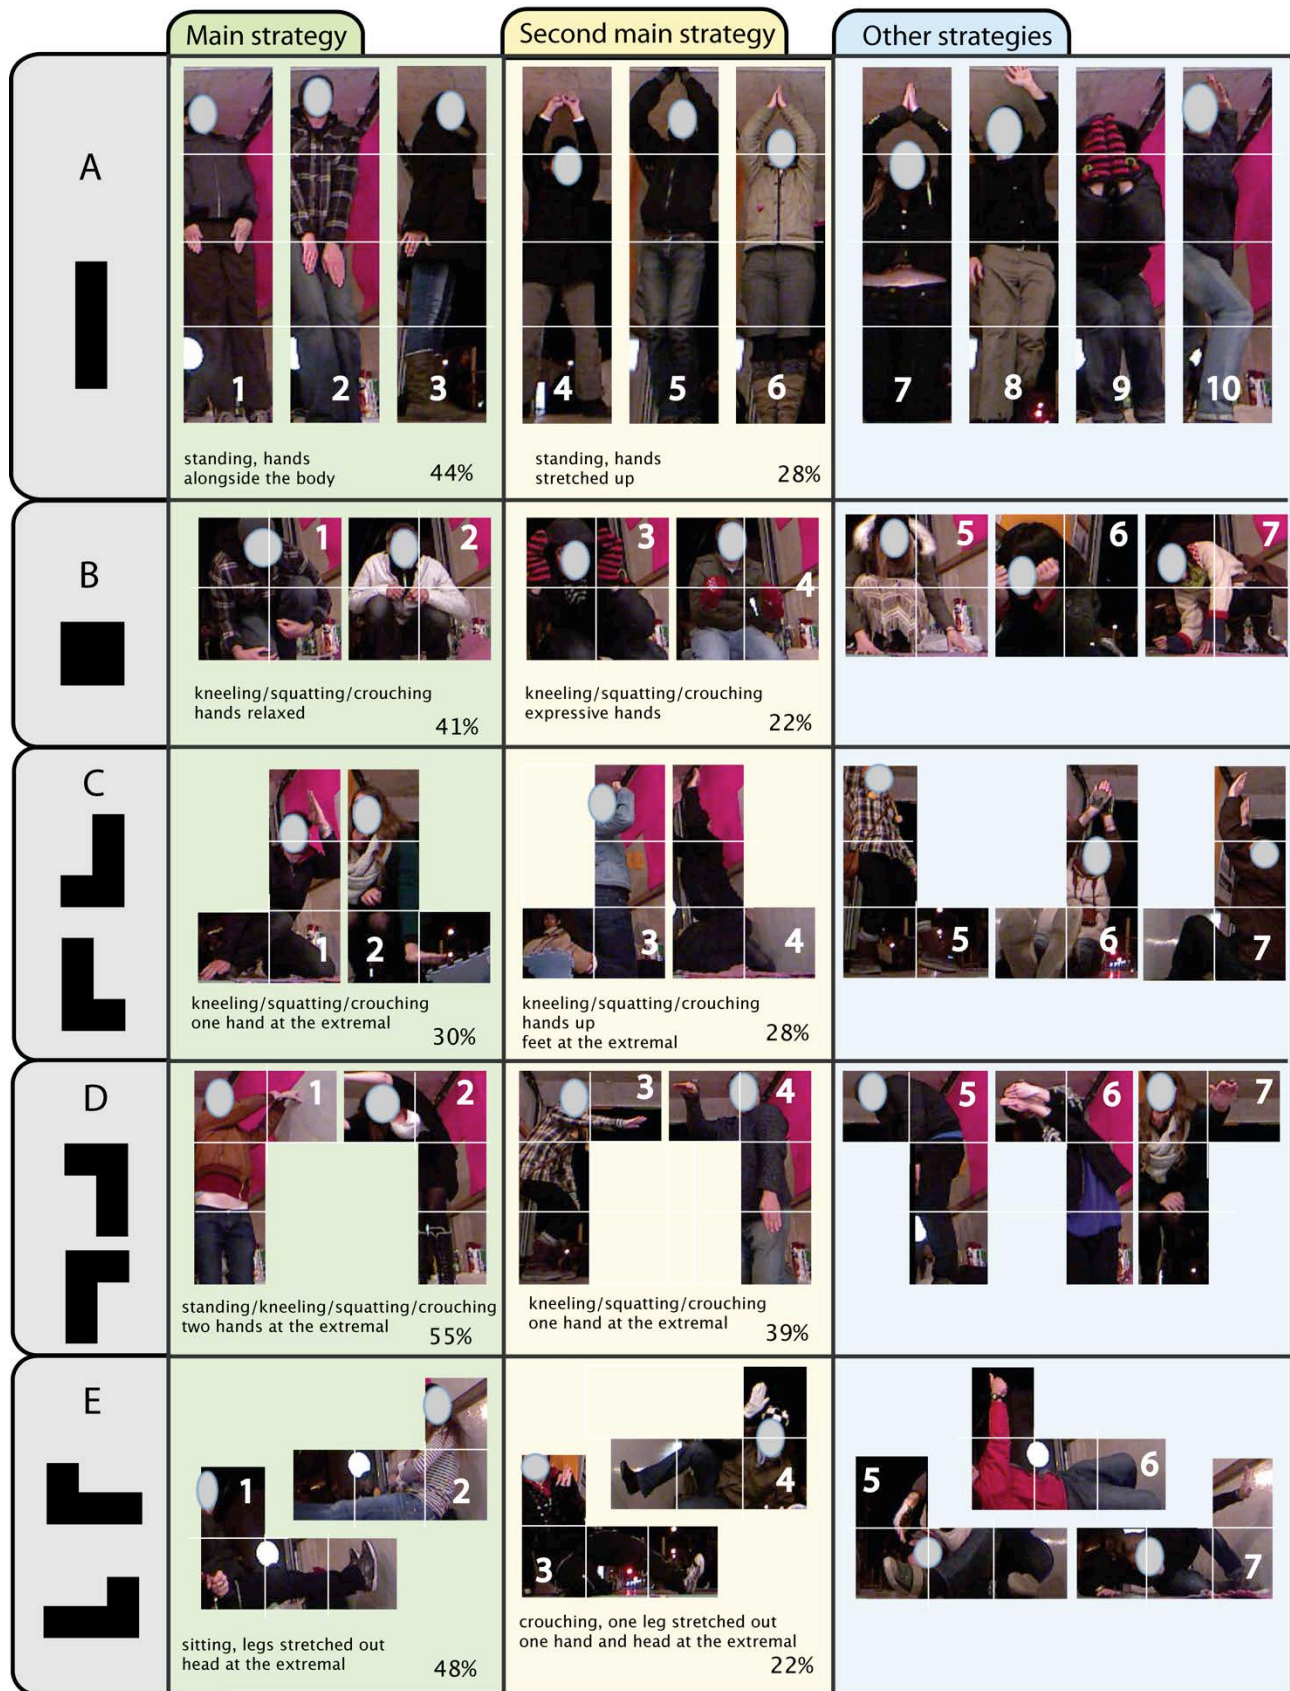 Main strategy
Second main strategy
Other strategies
A
1
2
3
4
5
6
7
8
9
10
standing, hands
alongside the body
44%
standing, hands
stretched up
28%
B
1
2
3
4
5
6
7
kneeling/squatting/crouching
hands relaxed
41%
kneeling/squatting/crouching
expressive hands
22%
C
1
2
3
4
5
6
7
kneeling/squatting/crouching
one hand at the extremal
30%
kneeling/squatting/crouching
hands up
feet at the extremal
28%
D
1
2
3
4
5
6
7
standing/kneeling/squatting/crouching
two hands at the extremal
55%
kneeling/squatting/crouching
one hand at the extremal
39%
E
1
2
3
4
5
6
7
sitting, legs stretched out
head at the extremal
48%
crouching, one leg stretched out
one hand and head at the extremal
22%